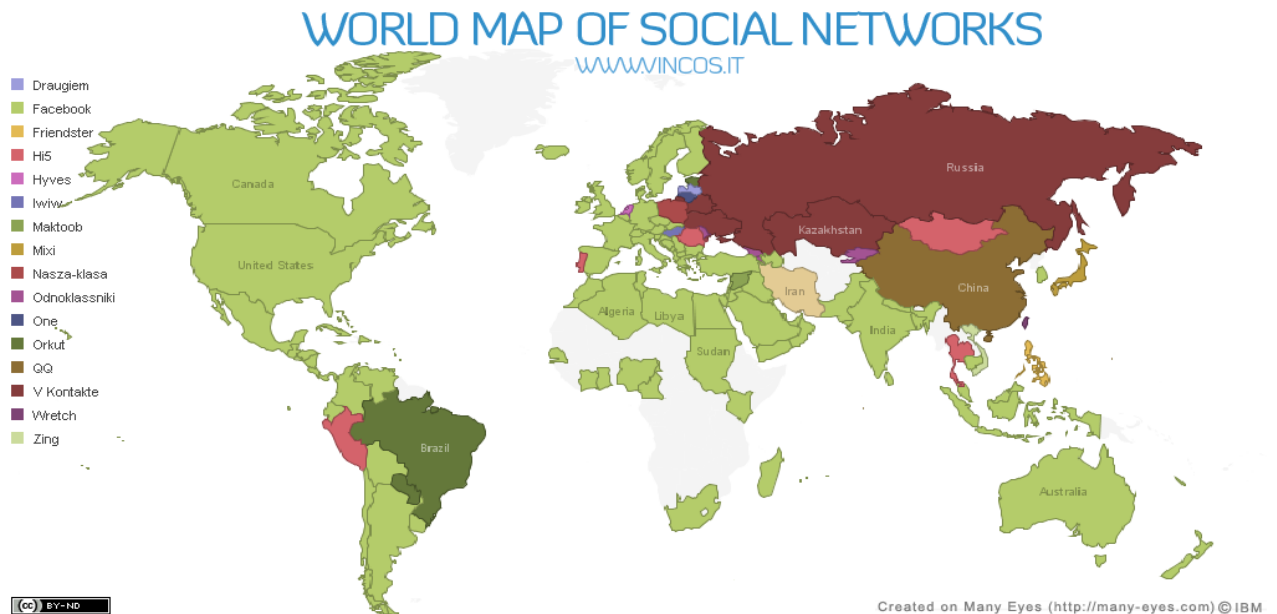 WORLD MAP OF SOCIAL NETWORKS
WWW.VINCOS.IT
Draugiem
Facebook
Friendster
Hi5
Hyves
Iwiw
Maktoob
Mixi
Nasza-klasa
Odnoklassniki
One
Orkut
QQ
V Kontakte
Wretch
Zing
Canada
United States
Brazil
Algeria
Libya
Sudan
Russia
Kazakhstan
Iran
China
India
Australia
(cc) BY-ND
Created on Many Eyes (http://many-eyes.com) © IBM